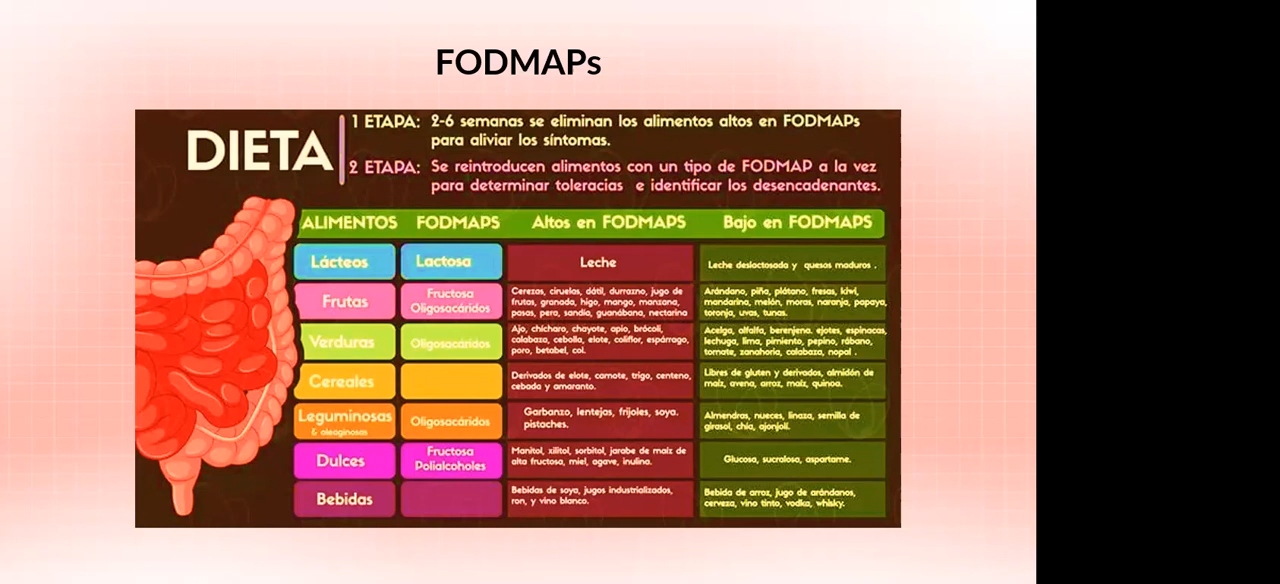 FODMAPs
DIETA
1 ETAPA: 2-6 semanas se eliminan los alimentos altos en FODMAPs
para aliviar los síntomas.
2 ETAPA: Se reintroducen alimentos con un tipo de FODMAP a la vez
para determinar toleracias e identificar los desencadenantes.
ALIMENTOS FODMAPS Altos en FODMAPS Bajo en FODMAPS
Lácteos
Lactosa
Leche
Leche deslactosada y quesos maduros .
Frutas
Fructosa
Oligosacáridos
Cerezas, ciruelas, dátil, durrazno, jugo de
frutas, granada, higo, mango, manzana,
pasas, pera, sandía, guanábana, nectarina
Arándano, piña, plátano, fresas, kiwi,
mandarina, melón, moras, naranja, papaya,
toronja, uvas, tunas.
Verduras
Oligosacáridos
Ajo, chícharo, chayote, apio, brócoli,
calabaza, cebolla, elote, coliflor, espárrago,
poro, betabel, col.
Acelga, alfalfa, berenjena. ejotes, espinacas,
lechuga, lima, pimiento, pepino, rábano,
tomate, zanahoria, calabaza, nopal .
Cereales
Derivados de elote, camote, trigo, centeno,
cebada y amaranto.
Libres de gluten y derivados, almidón de
maíz, avena, arroz, maíz, quinoa.
Leguminosas
& oleaginosas
Oligosacáridos
Garbanzo, lentejas, frijoles, soya.
pistaches.
Almendras, nueces, linaza, semilla de
girasol, chía, ajonjolí.
Dulces
Fructosa
Polialcoholes
Manitol, xilitol, sorbitol, jarabe de maíz de
alta fructosa, miel, agave, inulina.
Glucosa, sucralosa, aspartame.
Bebidas
Bebidas de soya, jugos industrializados,
ron, y vino blanco.
Bebida de arroz, jugo de arándanos,
cerveza, vino tinto, vodka, whisky.